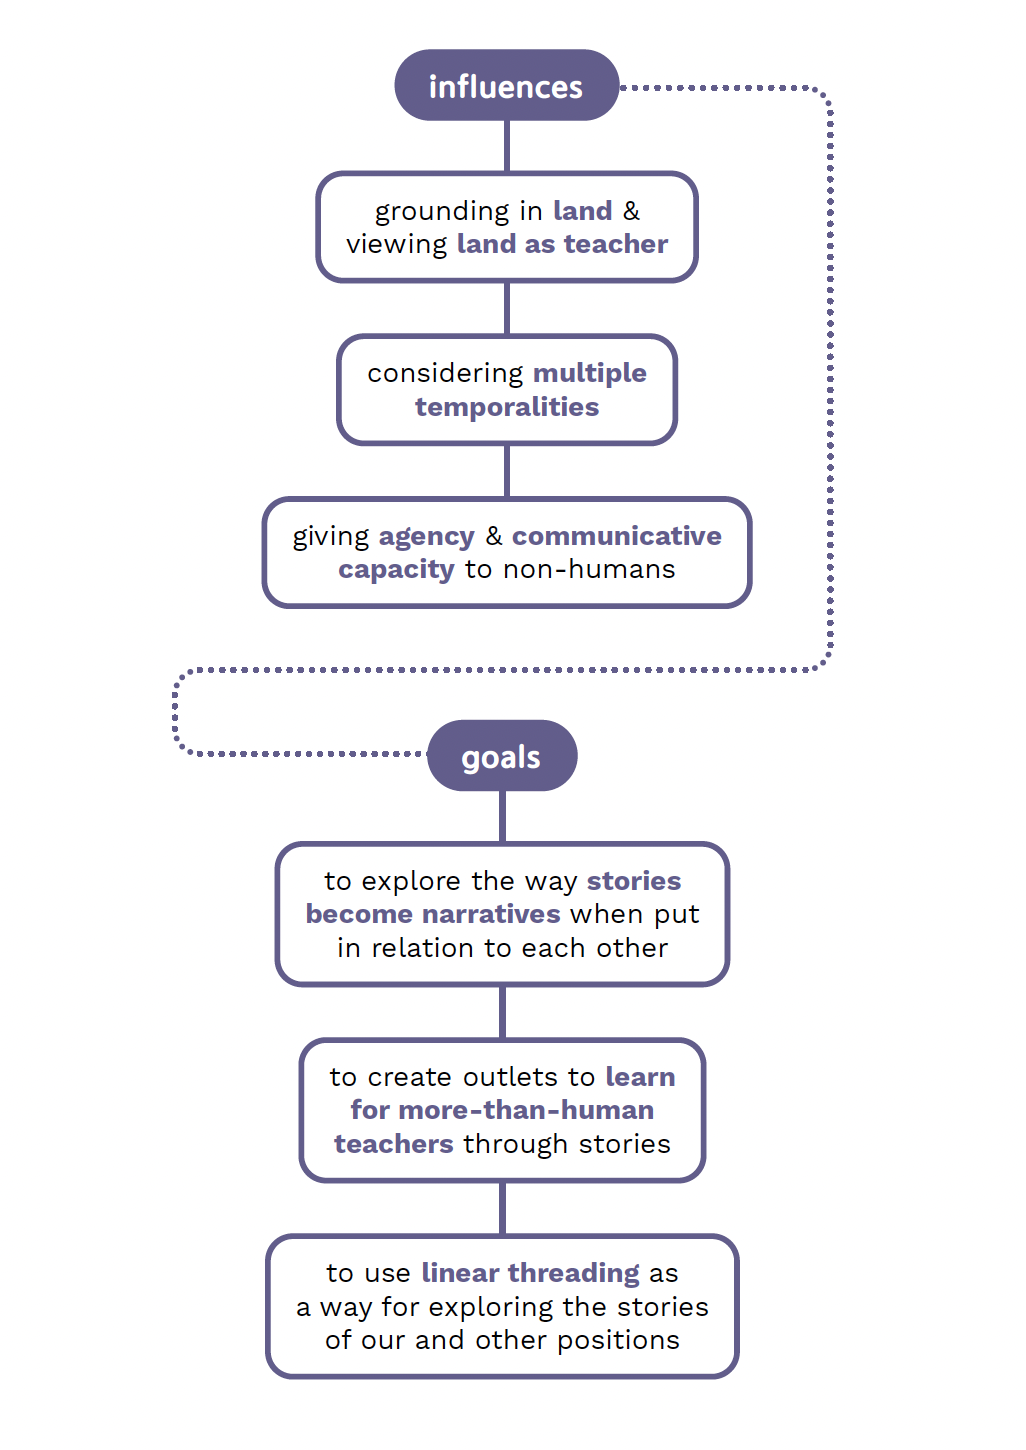 influences
grounding in land &
viewing land as teacher
considering multiple
temporalities
giving agency & communicative
capacity to non-humans
goals
to explore the way stories
become narratives when put
in relation to each other
to create outlets to learn
for more-than-human
teachers through stories
to use linear threading as
a way for exploring the stories
of our and other positions